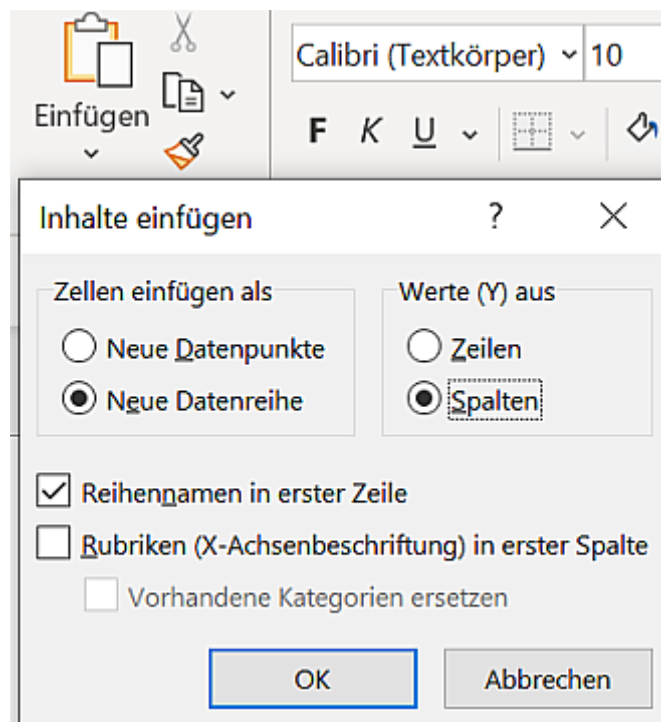 Calibri (Textkörper) 10
Einfügen
F K U
Inhalte einfügen ? X
Zellen einfügen als Werte (Y) aus
Neue Datenpunkte Zeilen
Neue Datenreihe Spalten
Reihennamen in erster Zeile
Rubriken (X-Achsenbeschriftung) in erster Spalte
Vorhandene Kategorien ersetzen
OK Abbrechen